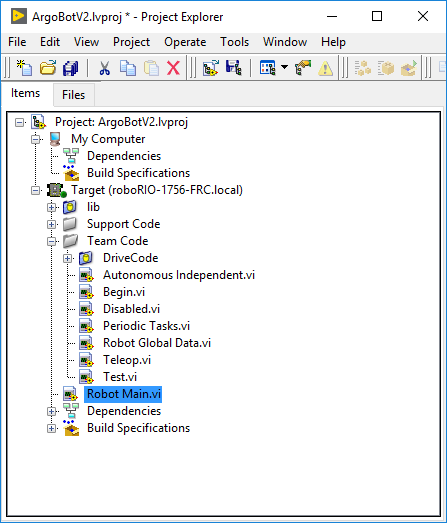 ArgoBotV2.lvproj * - Project Explorer
File Edit View Project Operate Tools Window Help
Items Files
Project: ArgoBotV2.lvproj
My Computer
Dependencies
Build Specifications
Target (roboRIO-1756-FRC.local)
lib
Support Code
Team Code
DriveCode
Autonomous Independent.vi
Begin.vi
Disabled.vi
Periodic Tasks.vi
Robot Global Data.vi
Teleop.vi
Test.vi
Robot Main.vi
Dependencies
Build Specifications